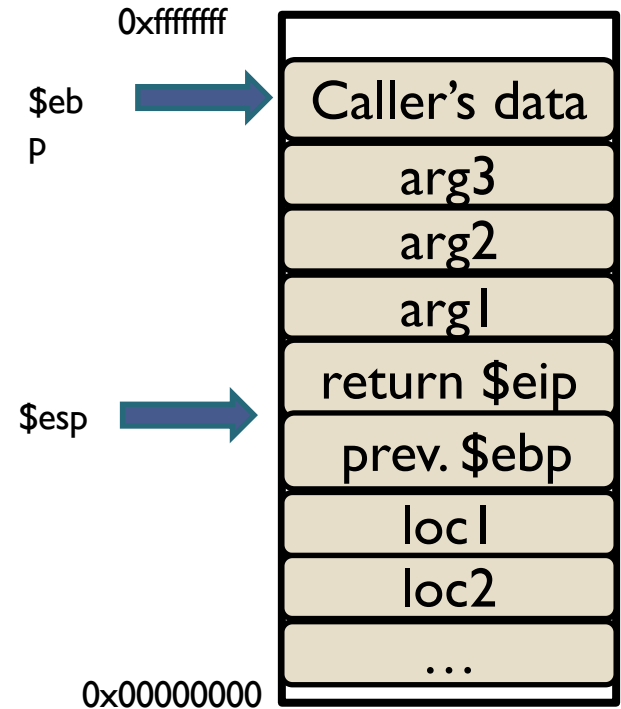 0xffffffff
$eb
p
Caller's data
arg3
arg2
arg1
return $eip
$esp
prev. $ebp
loc1
loc2
...
0x00000000